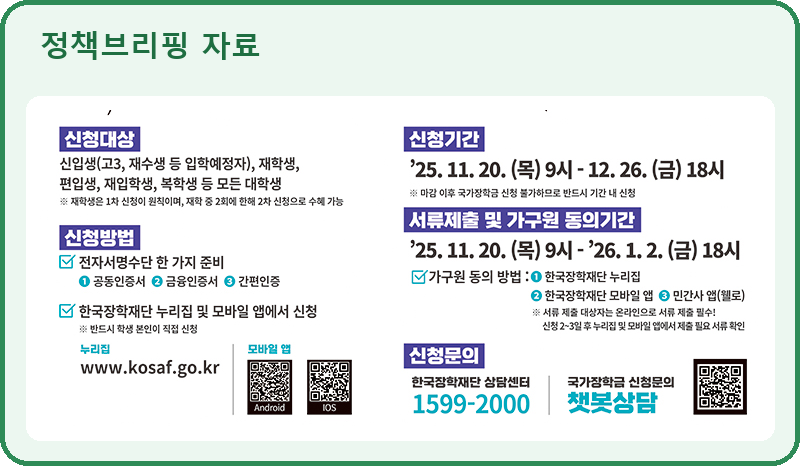 정책브리핑 자료
신청대상
신입생(고3, 재수생 등 입학예정자), 재학생,
편입생, 재입학생, 복학생 등 모든 대학생
※ 재학생은 1차 신청이 원칙이며, 재학 중 2회에 한해 2차 신청으로 수혜 가능
신청방법
전자서명수단 한 가지 준비
1 공동인증서 2 금융인증서 3 간편인증
한국장학재단 누리집 및 모바일 앱에서 신청
※ 반드시 학생 본인이 직접 신청
누리집
www.kosaf.go.kr
모바일 앱
Android
IOS
신청기간
’25. 11. 20. (목) 9시 - 12. 26. (금) 18시
※ 마감 이후 국가장학금 신청 불가하므로 반드시 기간 내 신청
서류제출 및 가구원 동의기간
’25. 11. 20. (목) 9시 - ’26. 1. 2. (금) 18시
가구원 동의 방법 : 1 한국장학재단 누리집
2 한국장학재단 모바일 앱 3 민간사 앱(웰로)
※ 서류 제출 대상자는 온라인으로 서류 제출 필수!
신청 2~3일 후 누리집 및 모바일 앱에서 제출 필요 서류 확인
신청문의
한국장학재단 상담센터
1599-2000
국가장학금 신청문의
챗봇상담